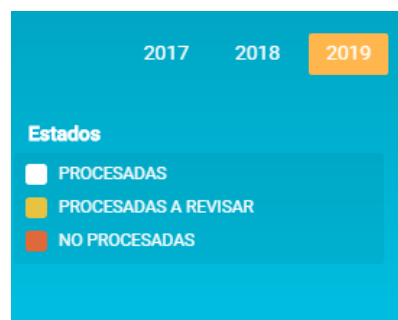 2017 2018 2019
Estados
PROCESADAS
PROCESADAS A REVISAR
NO PROCESADAS